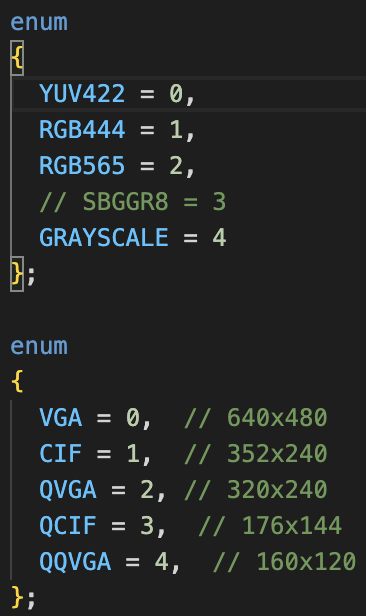 enum
{
YUV422 = 0,
RGB444 = 1,
RGB565 = 2,
// SBGGR8 = 3
GRAYSCALE = 4
};
enum
{
VGA = 0,  // 640x480
CIF = 1,  // 352x240
QVGA = 2, // 320x240
QCIF = 3,  // 176x144
QQVGA = 4,  // 160x120
};